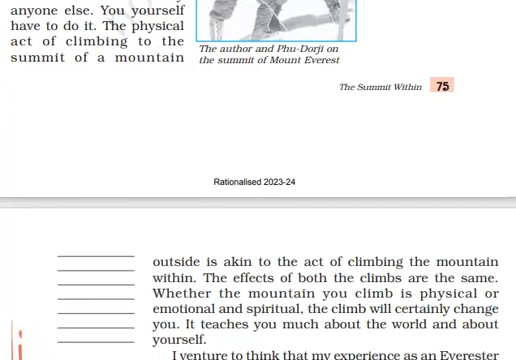 anyone else. You yourself
have to do it. The physical
act of climbing to the
summit of a mountain
The author and Phu-Dorji on
the summit of Mount Everest
The Summit Within 75
Rationalised 2023-24
outside is akin to the act of climbing the mountain
within. The effects of both the climbs are the same.
Whether the mountain you climb is physical or
emotional and spiritual, the climb will certainly change
you. It teaches you much about the world and about
yourself.
I venture to think that my experience as an Everester